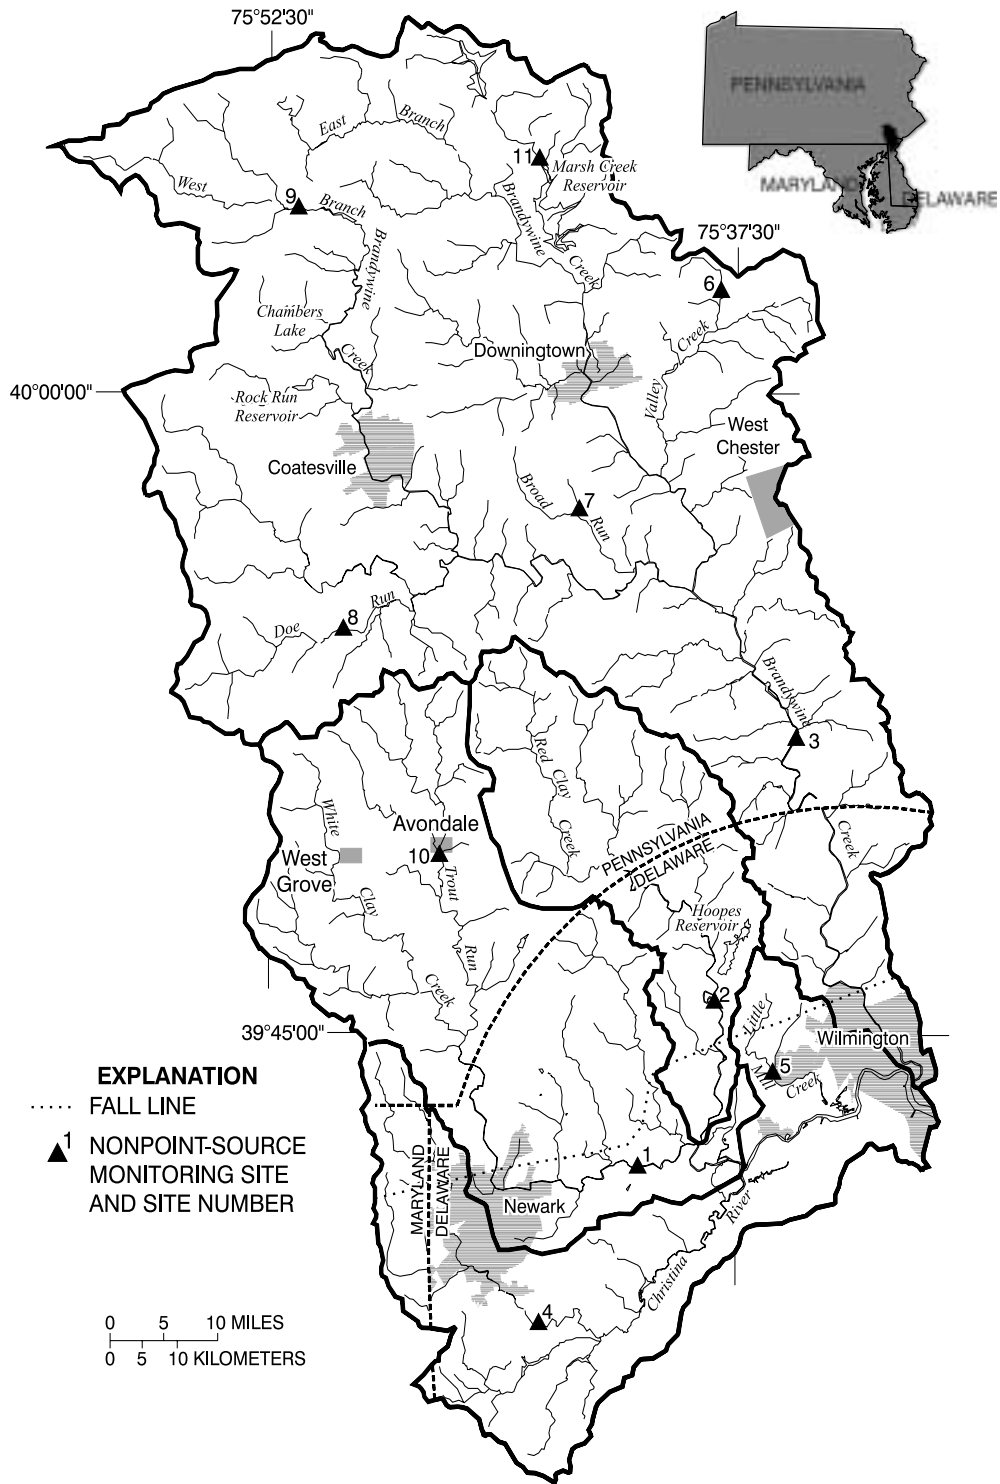 75°52'30"
PENNSYLVANIA
MARYLAND
DELAWARE
East
Branch
11
Marsh Creek
Reservoir
West
9
Branch
Brandywine
Brandywine
Creek
75°37'30"
6
Chambers
Lake
Creek
Downingtown
Creek
Valley
40°00'00"
Rock Run
Reservoir
West
Chester
Coatesville
Broad
7
Run
Doe
8
Run
Brandywine
3
Red Clay
Creek
White
Avondale
10
West
Grove
Trout
PENNSYLVANIA
DELAWARE
Creek
Clay
Hoopes
Reservoir
Run
Creek
2
39°45'00"
Little
Wilmington
5
Mill
Creek
EXPLANATION
FALL LINE
1
NONPOINT-SOURCE
MONITORING SITE
AND SITE NUMBER
MARYLAND
DELAWARE
1
Newark
River
Christina
4
0 5 10 MILES
0 5 10 KILOMETERS